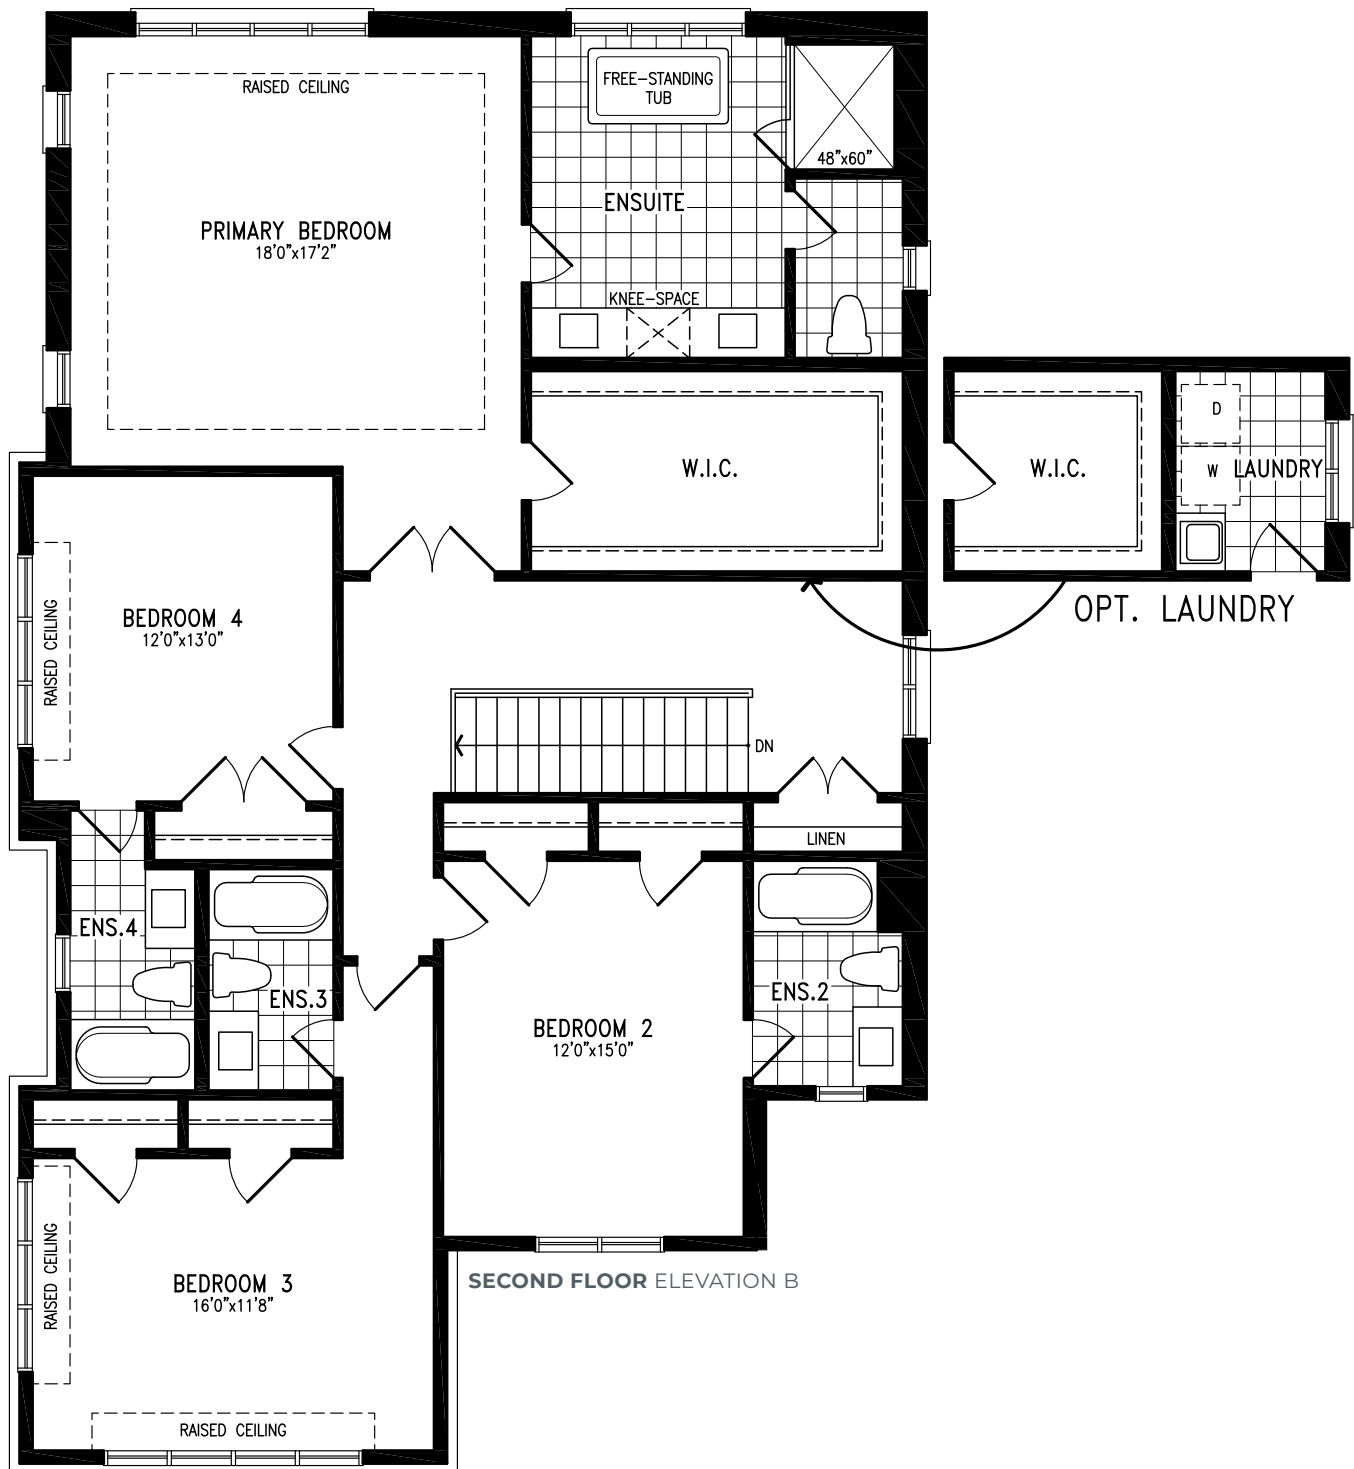 RAISED CEILING
FREE-STANDING
TUB
48"x60"
ENSUITE
PRIMARY BEDROOM
18'0"x17'2"
KNEE-SPACE
W.I.C.
W.I.C.
D
W LAUNDRY
OPT. LAUNDRY
BEDROOM 4
12'0"x13'0"
RAISED CEILING
DN
LINEN
ENS.4
ENS.3
ENS.2
BEDROOM 2
12'0"x15'0"
RAISED CEILING
BEDROOM 3
16'0"x11'8"
SECOND FLOOR ELEVATION B
RAISED CEILING